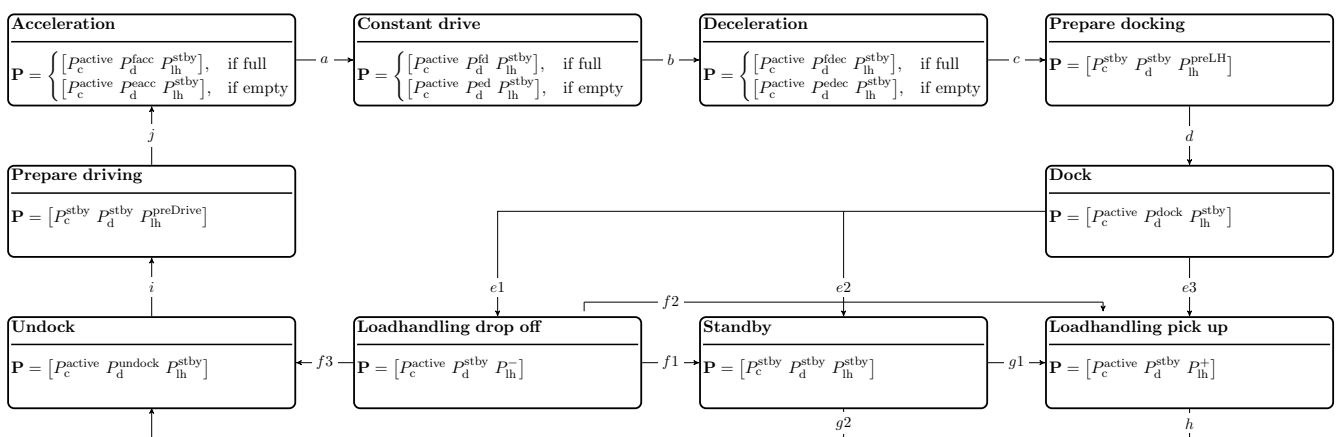 Acceleration
P = { [P_c^active P_d^facc P_lh^stby], if full
[P_c^active P_d^eacc P_lh^stby], if empty
a
Constant drive
P = { [P_c^active P_d^fd P_lh^stby], if full
[P_c^active P_d^ed P_lh^stby], if empty
b
Deceleration
P = { [P_c^active P_d^fdec P_lh^stby], if full
[P_c^active P_d^edec P_lh^stby], if empty
c
Prepare docking
P = [P_c^stby P_d^stby P_lh^preLH]
j
d
Prepare driving
P = [P_c^stby P_d^stby P_lh^preDrive]
Dock
P = [P_c^active P_d^dock P_lh^stby]
i
e1
e2
e3
f2
Undock
P = [P_c^active P_d^undock P_lh^stby]
f3
Loadhandling drop off
P = [P_c^active P_d^stby P_lh^-]
f1
Standby
P = [P_c^stby P_d^stby P_lh^stby]
g1
Loadhandling pick up
P = [P_c^active P_d^stby P_lh^+]
g2
h